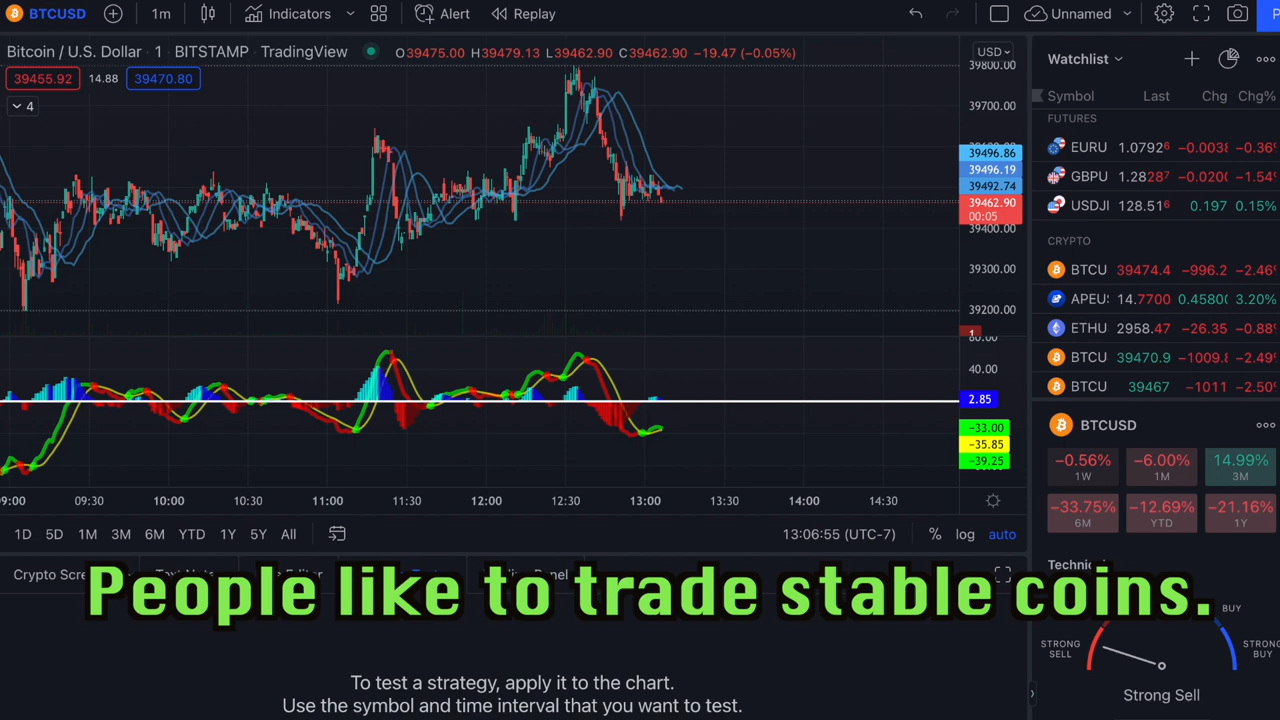 BTCUSD 1m Indicators Alert Replay Unnamed
Bitcoin / U.S. Dollar · 1 · BITSTAMP · TradingView O39475.00 H39479.13 L39462.90 C39462.90 −19.47 (−0.05%)
USD
39455.92 14.88 39470.80
4
39800.00
39700.00
39496.86
39496.19
39492.74
39462.90
00:05
39400.00
39300.00
39200.00
1
40.00
2.85
−33.00
−35.85
−39.25
09:30 10:00 10:30 11:00 11:30 12:00 12:30 13:00 13:30 14:00 14:30
1D 5D 1M 3M 6M YTD 1Y 5Y All 13:06:55 (UTC-7) % log auto
People like to trade stable coins.
To test a strategy, apply it to the chart.
Use the symbol and time interval that you want to test.
Watchlist
Symbol Last Chg Chg%
FUTURES
EURU 1.07926 −0.0038 −0.36%
GBPU 1.28287 −0.0200 −1.54%
USDJ 128.516 0.197 0.15%
CRYPTO
BTCU 39474.4 −996.2 −2.46%
APEU 14.7700 0.4580 3.20%
ETHU 2958.47 −26.35 −0.88%
BTCU 39470.9 −1009.8 −2.49%
BTCU 39467 −1011 −2.50%
BTCUSD
−0.56% −6.00% 14.99%
1W 1M 3M
−33.75% −12.69% −21.16%
6M YTD 1Y
BUY
STRONG SELL
STRONG BUY
Strong Sell